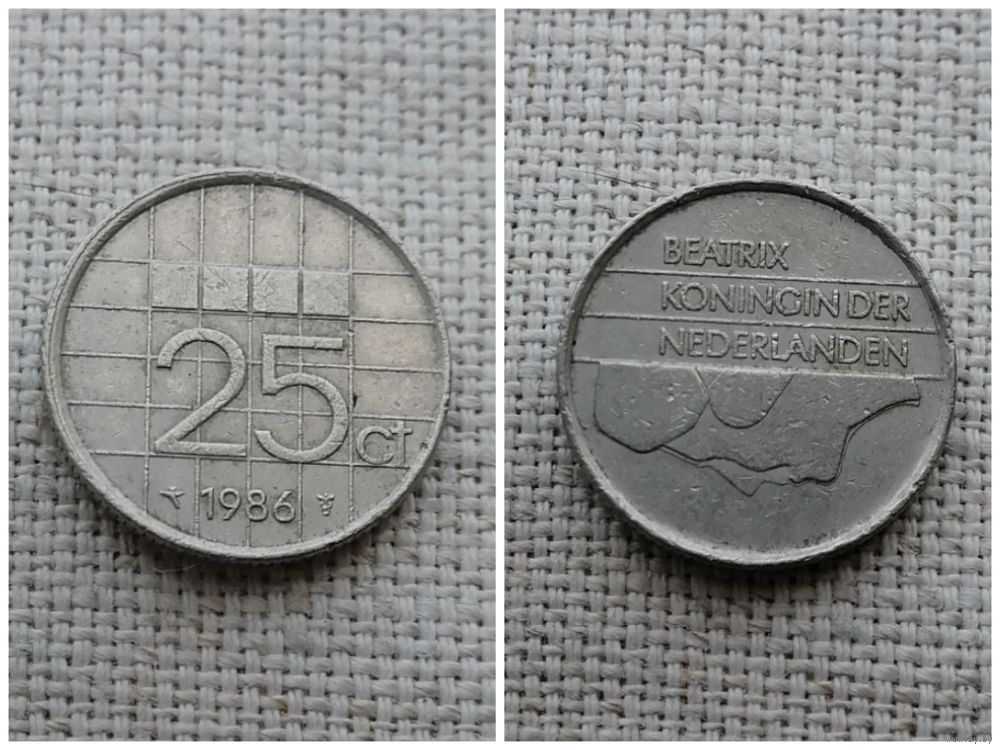 25 ct
1986
BEATRIX
KONINGIN DER
NEDERLANDEN